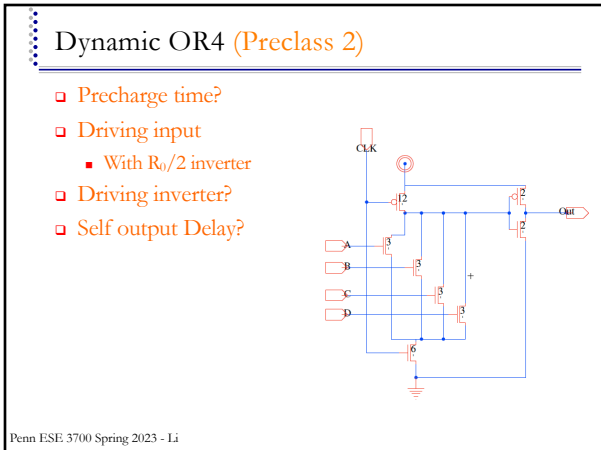 Dynamic OR4 (Preclass 2)
Precharge time?
Driving input
With R₀/2 inverter
Driving inverter?
Self output Delay?
CLK
12
2
2
Out
A
3
B
3
C
3
D
3
+
6
Penn ESE 3700 Spring 2023 - Li